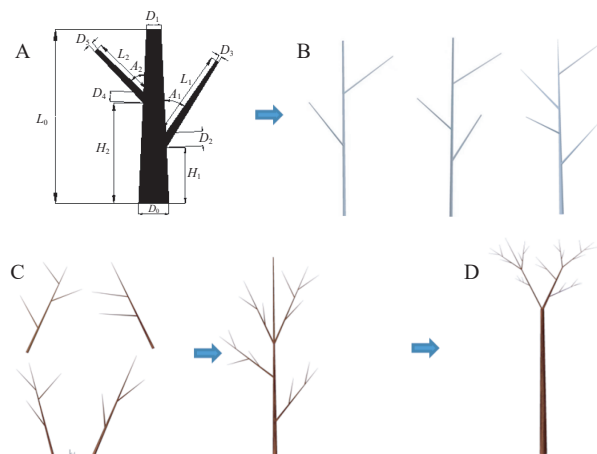 A
D₁
D₅
L₂
A₂
D₃
L₁
A₁
D₄
L₀
D₂
H₂
H₁
D₀
B
C
D